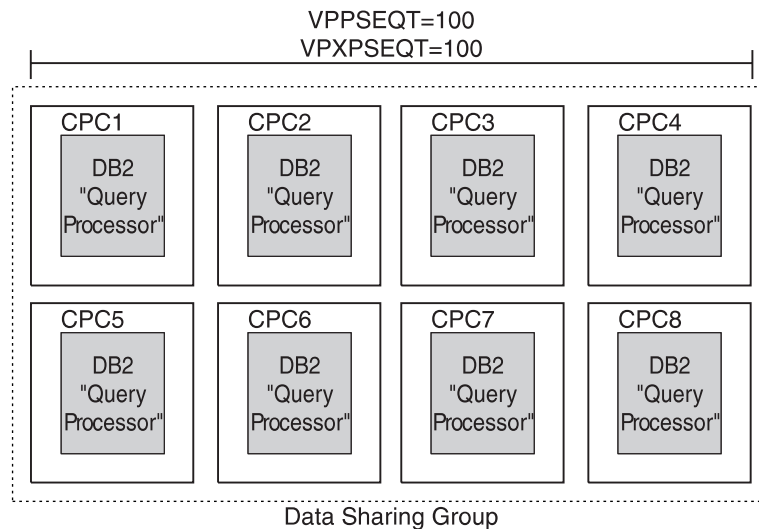 VPPSEQT=100
VPXPSEQT=100
CPC1
DB2
"Query
Processor"
CPC2
DB2
"Query
Processor"
CPC3
DB2
"Query
Processor"
CPC4
DB2
"Query
Processor"
CPC5
DB2
"Query
Processor"
CPC6
DB2
"Query
Processor"
CPC7
DB2
"Query
Processor"
CPC8
DB2
"Query
Processor"
Data Sharing Group